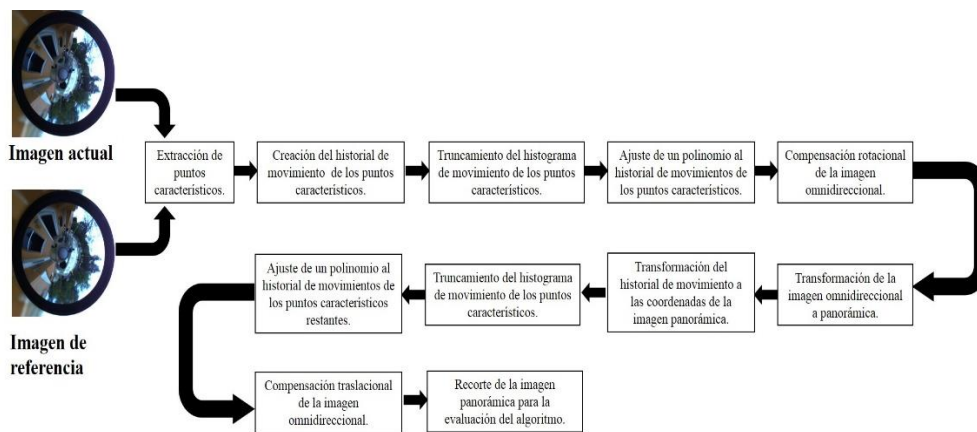 Imagen actual
Imagen de
referencia
Extracción de
puntos
característicos.
Creación del historial de
movimiento de los puntos
característicos.
Truncamiento del histograma
de movimiento de los puntos
característicos.
Ajuste de un polinomio al
historial de movimientos de
los puntos característicos.
Compensación rotacional
de la imagen
omnidireccional.
Transformación de la
imagen omnidireccional
a panorámica.
Transformación del
historial de movimiento a
las coordenadas de la
imagen panorámica.
Truncamiento del histograma
de movimiento de los puntos
característicos.
Ajuste de un polinomio al
historial de movimientos de
los puntos característicos
restantes.
Compensación traslacional
de la imagen
omnidireccional.
Recorte de la imagen
panorámica para la
evaluación del algoritmo.